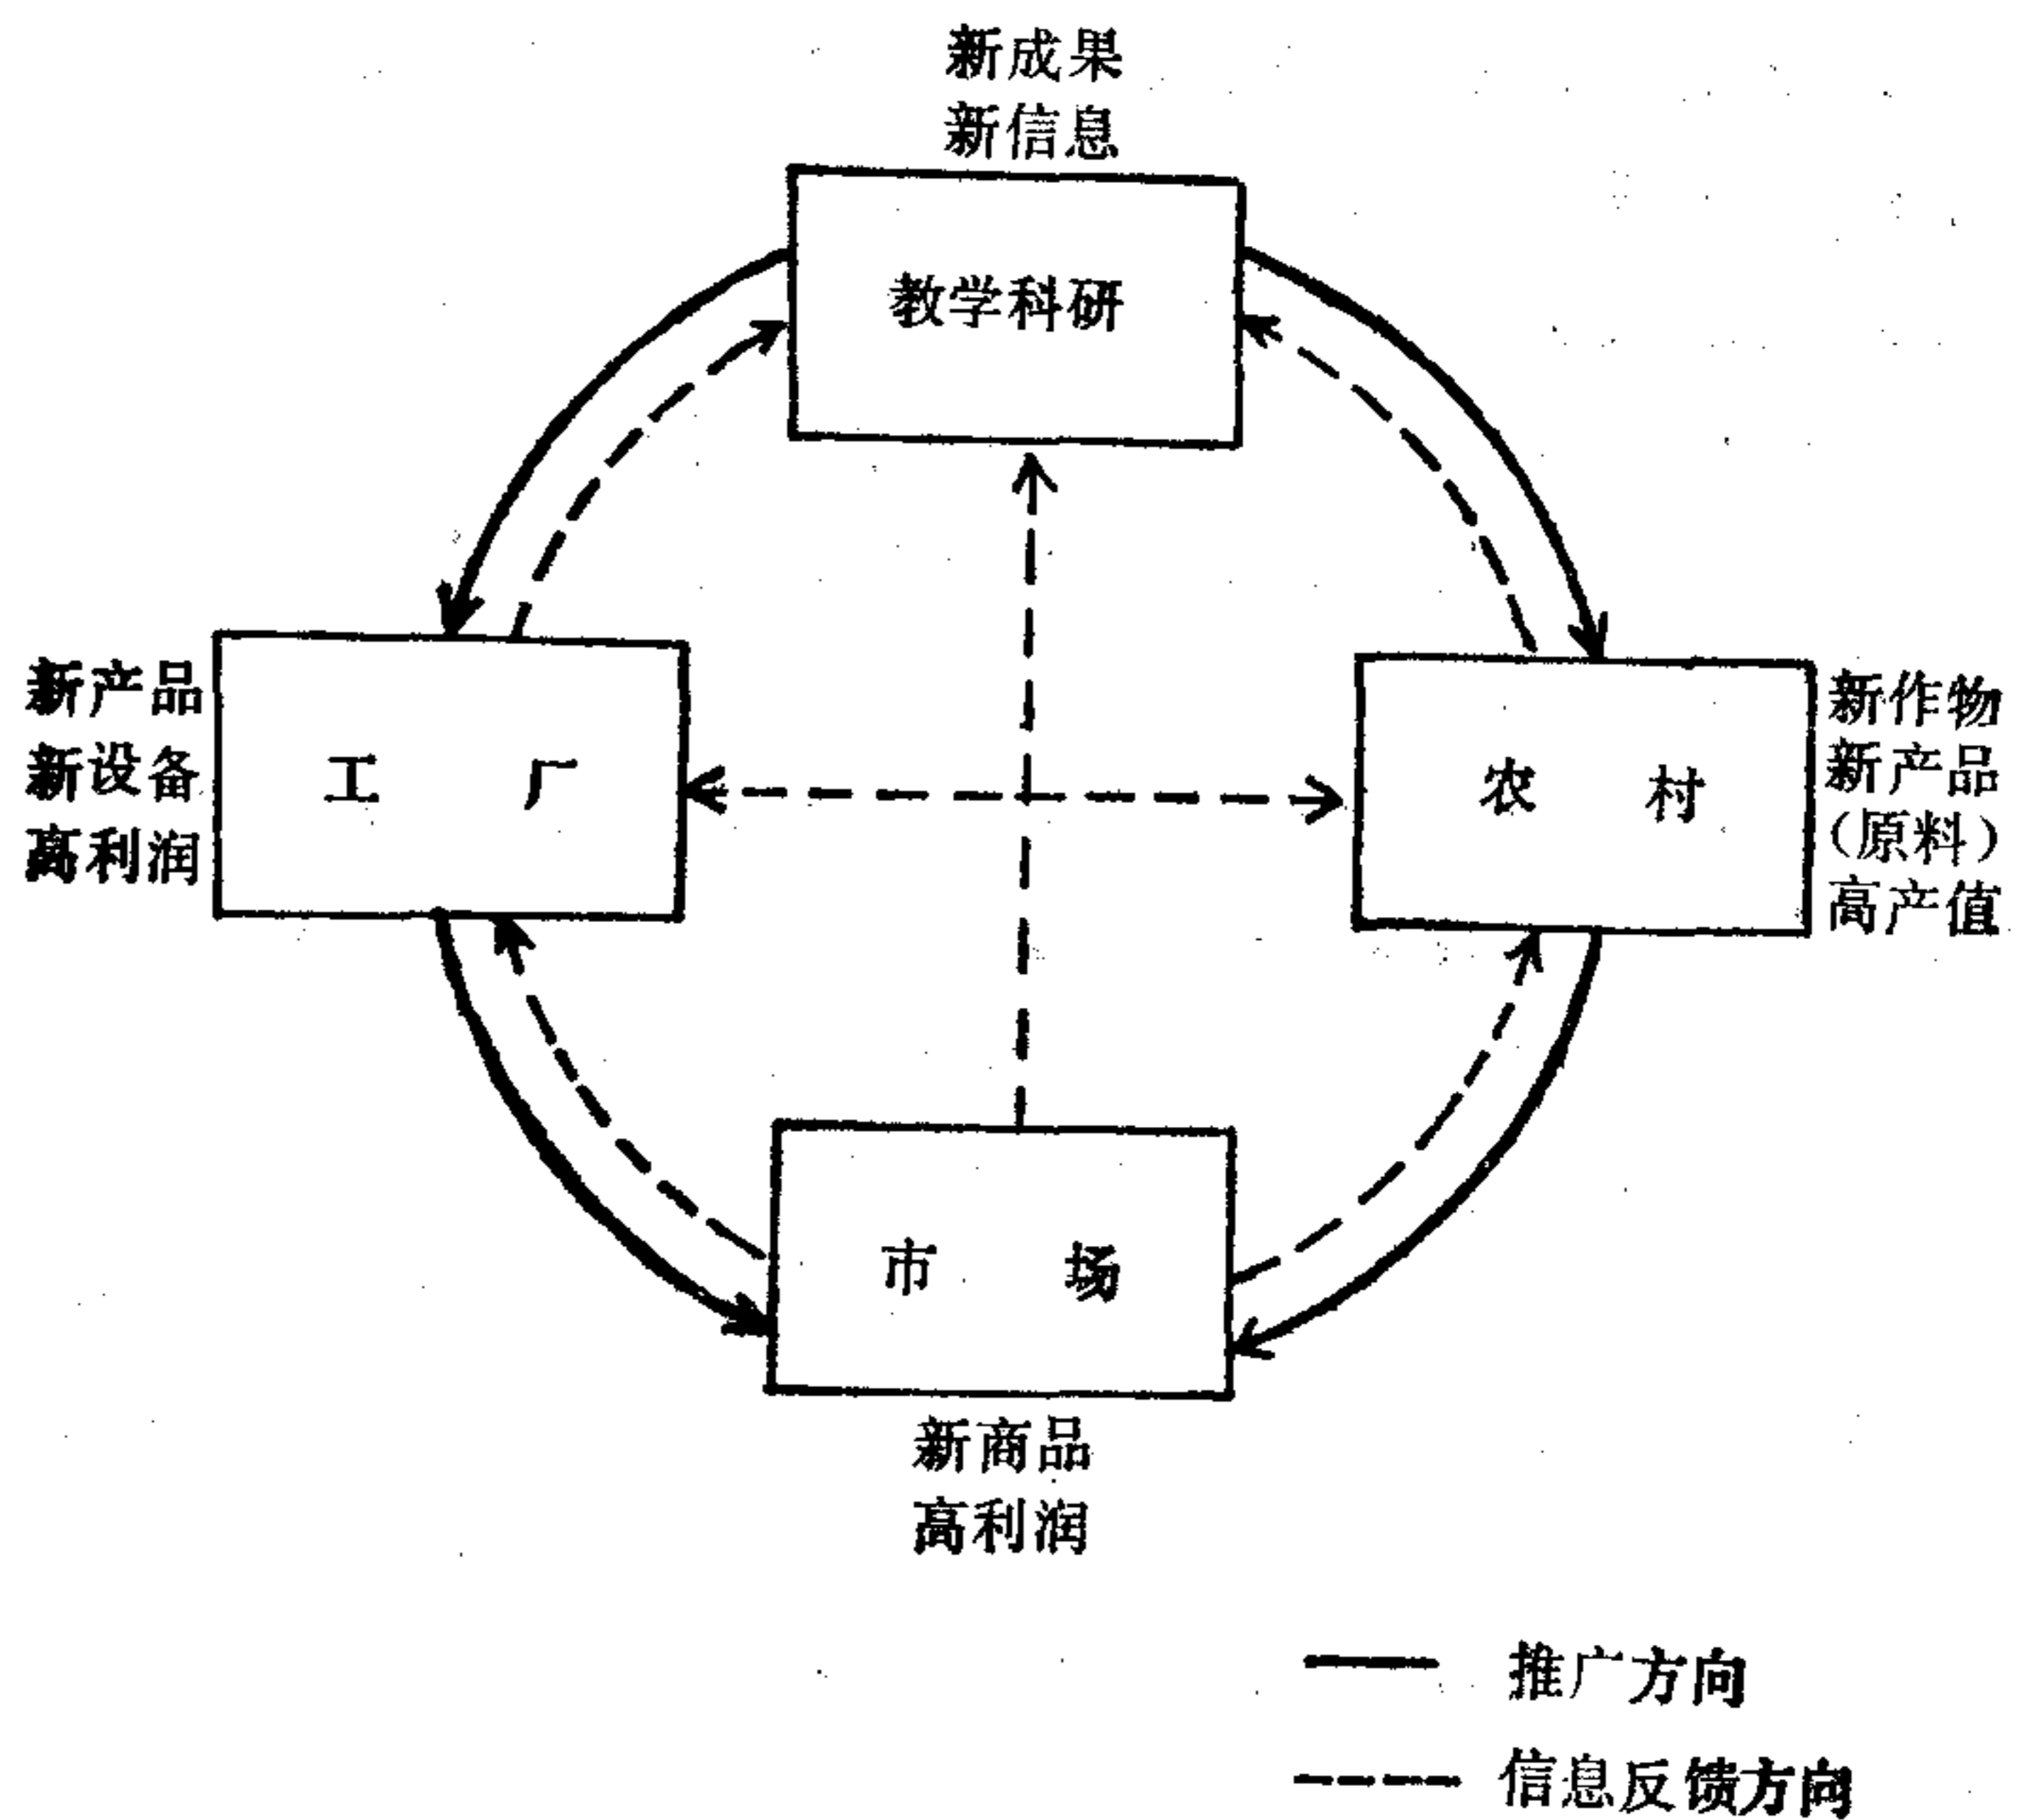 新成果
新信息
教学科研
新产品
新设备
高利润
工 厂
农 村
新作物
新产品
(原料)
高产值
市 场
新商品
高利润
推广方向
信息反馈方向